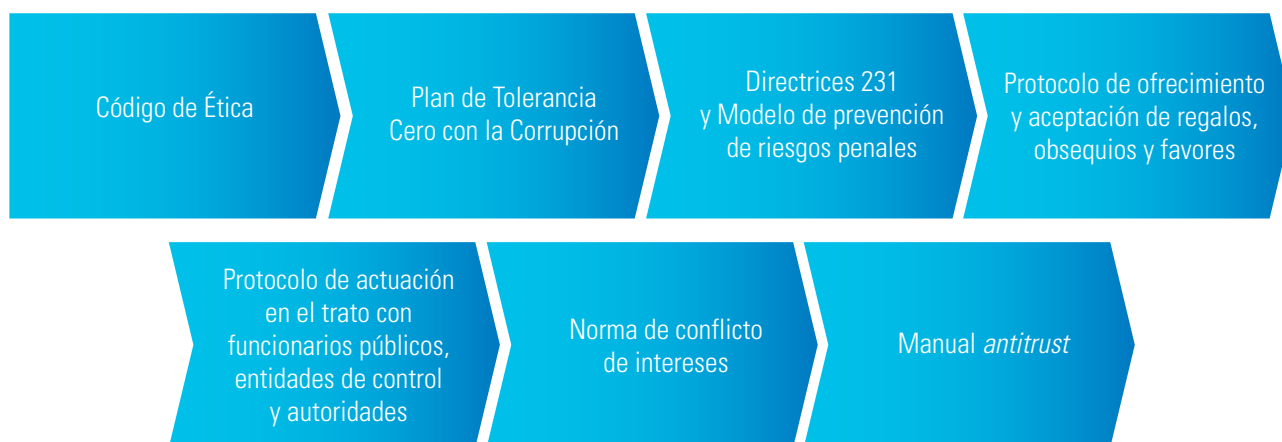 Código de Ética
Plan de Tolerancia
Cero con la Corrupción
Directrices 231
y Modelo de prevención
de riesgos penales
Protocolo de ofrecimiento
y aceptación de regalos,
obsequios y favores
Protocolo de actuación
en el trato con
funcionarios públicos,
entidades de control
y autoridades
Norma de conflicto
de intereses
Manual antitrust